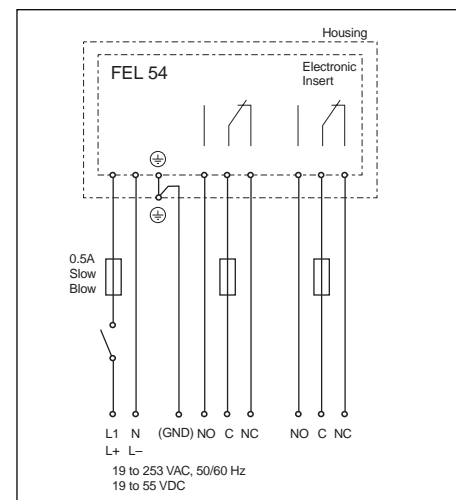 Housing
FEL 54
Electronic
Insert
0.5A
Slow
Blow
L1 N (GND) NO C NC NO C NC
L+ L–
19 to 253 VAC, 50/60 Hz
19 to 55 VDC